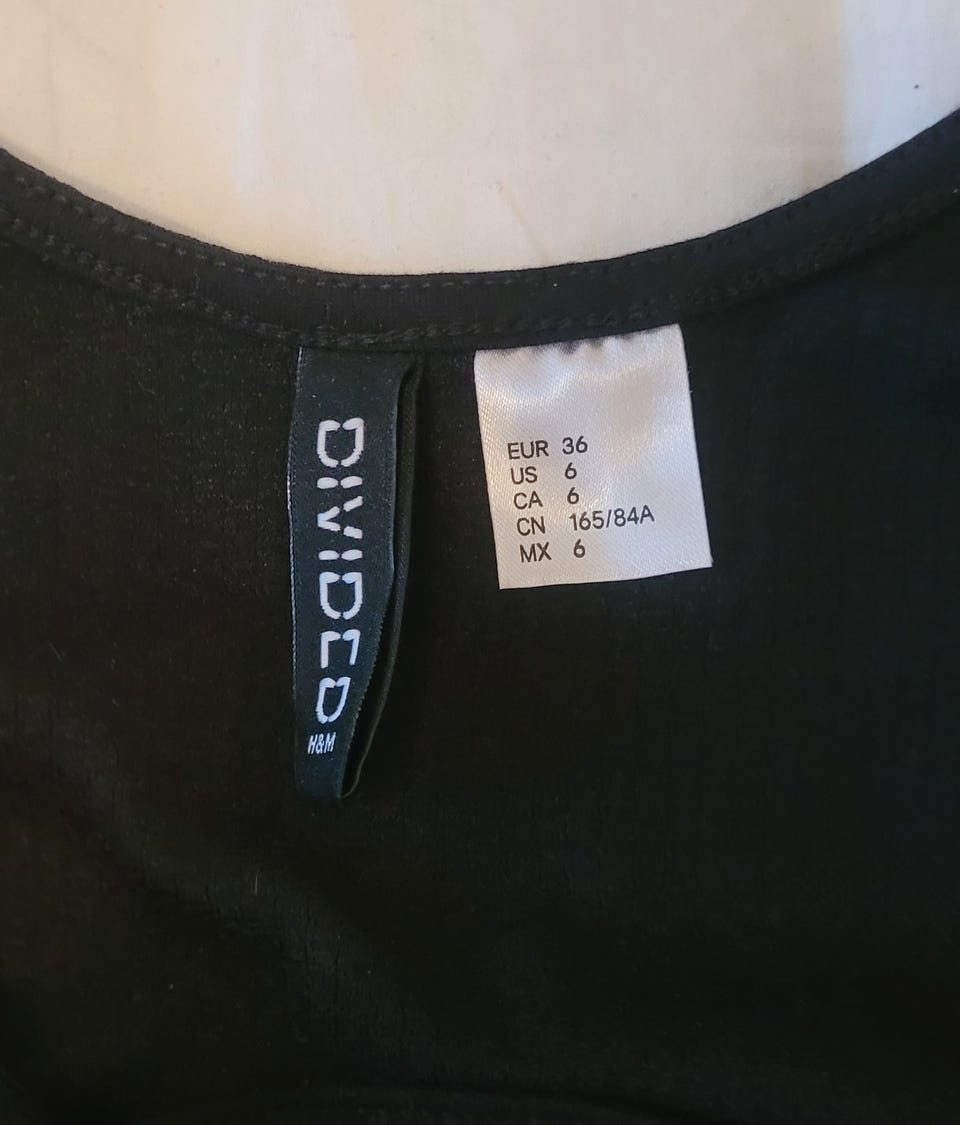 DIVIDED
H&M
EUR 36
US 6
CA 6
CN 165/84A
MX 6